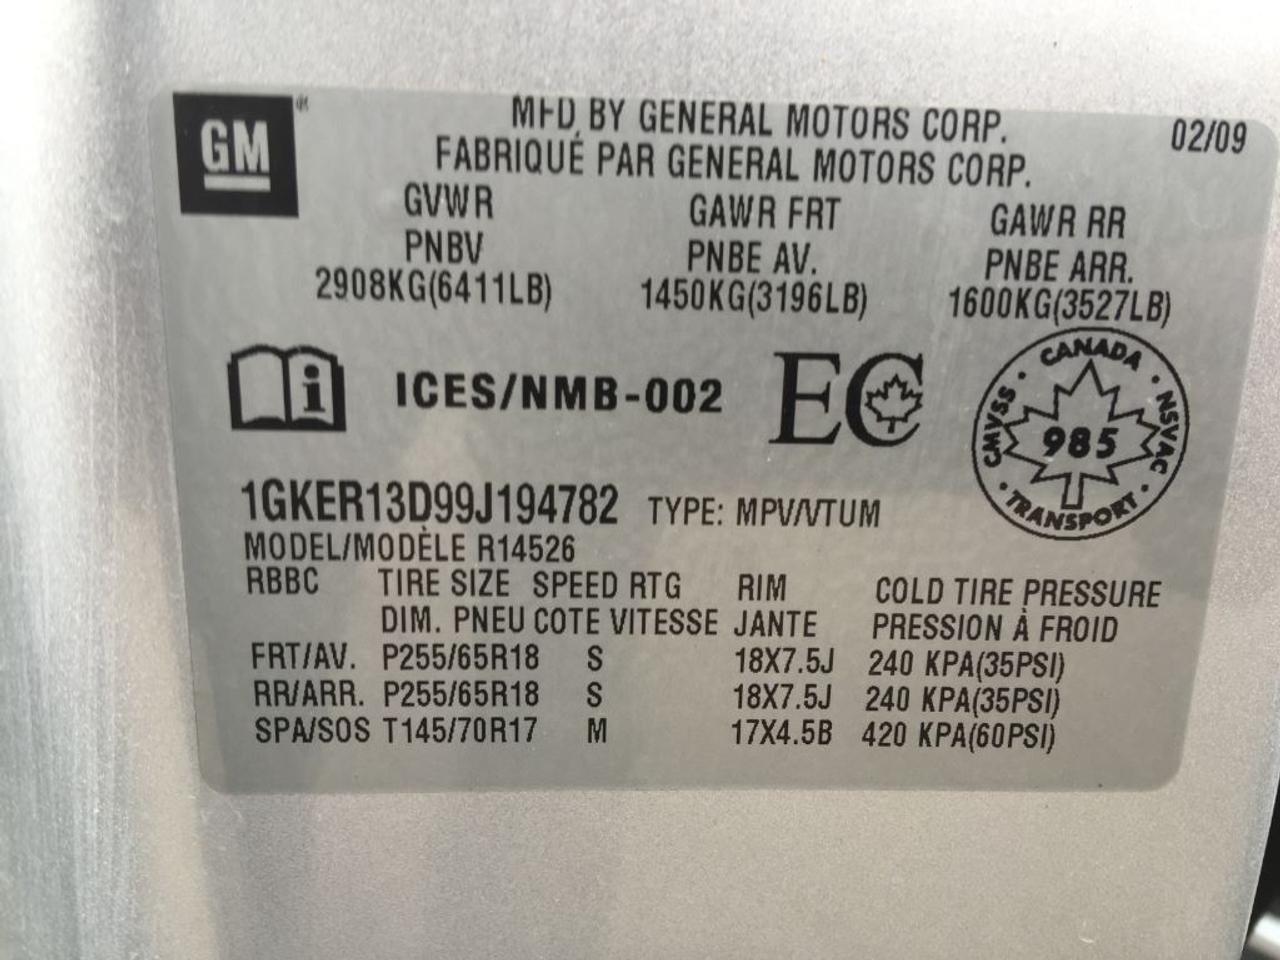 GM
MFD BY GENERAL MOTORS CORP. 02/09
FABRIQUÉ PAR GENERAL MOTORS CORP.
GVWR GAWR FRT GAWR RR
PNBV PNBE AV. PNBE ARR.
2908KG(6411LB) 1450KG(3196LB) 1600KG(3527LB)
i ICES/NMB-002 EC
CANADA
CMVSS · 985 · NSVAC
· TRANSPORT ·
1GKER13D99J194782 TYPE: MPV/VTUM
MODEL/MODÈLE R14526
RBBC TIRE SIZE SPEED RTG RIM COLD TIRE PRESSURE
DIM. PNEU COTE VITESSE JANTE PRESSION À FROID
FRT/AV. P255/65R18 S 18X7.5J 240 KPA(35PSI)
RR/ARR. P255/65R18 S 18X7.5J 240 KPA(35PSI)
SPA/SOS T145/70R17 M 17X4.5B 420 KPA(60PSI)